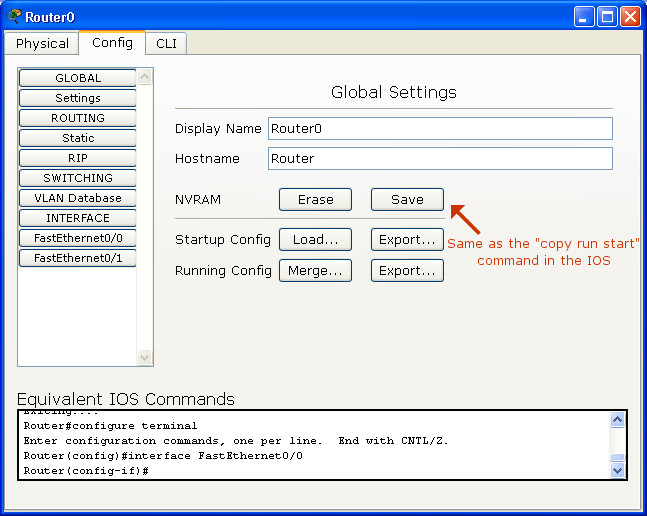 Router0
Physical
Config
CLI
GLOBAL
Settings
ROUTING
Static
RIP
SWITCHING
VLAN Database
INTERFACE
FastEthernet0/0
FastEthernet0/1
Global Settings
Display Name Router0
Hostname Router
NVRAM Erase Save
Startup Config Load... Export...
Running Config Merge... Export...
Same as the "copy run start"
command in the IOS
Equivalent IOS Commands
Router#configure terminal
Enter configuration commands, one per line.  End with CNTL/Z.
Router(config)#interface FastEthernet0/0
Router(config-if)#